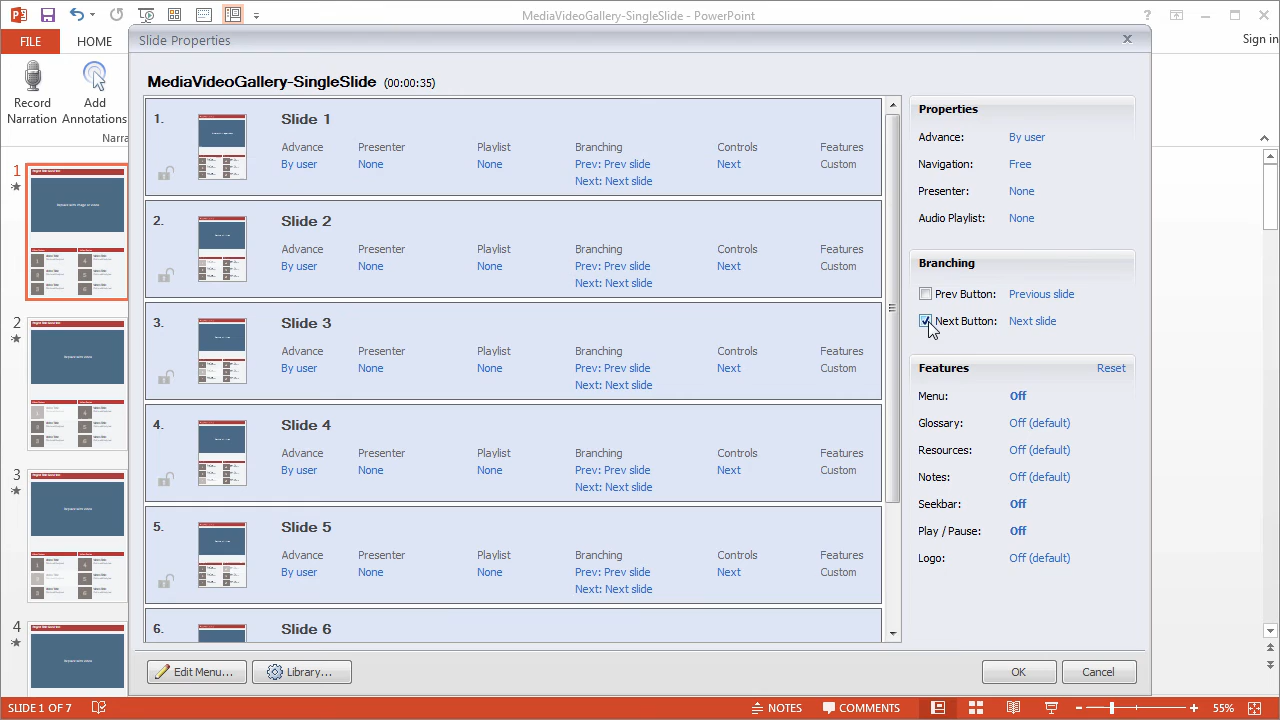 MediaVideoGallery-SingleSlide - PowerPoint
FILE
HOME
Sign in
Record Narration
Add Annotations
Narra
Slide Properties
MediaVideoGallery-SingleSlide (00:00:35)
1. Slide 1
Advance Presenter Playlist Branching Controls Features
By user None None Prev: Prev slide Next Custom
Next: Next slide
2. Slide 2
Advance Presenter Playlist Branching Controls Features
By user None None Prev: Prev slide Next Custom
Next: Next slide
3. Slide 3
Advance Presenter Playlist Branching Controls Features
By user None None Prev: Prev slide Next Custom
Next: Next slide
4. Slide 4
Advance Presenter Playlist Branching Controls Features
By user None None Prev: Prev slide Next Custom
Next: Next slide
5. Slide 5
Advance Presenter Playlist Branching Controls Features
By user None None Prev: Prev slide Next Custom
Next: Next slide
6. Slide 6
Properties
Advance: By user
Free
Presenter: None
Audio Playlist: None
Prev Button: Previous slide
Button: Next slide
Features Reset
Menu: Off
Glossary: Off (default)
Resources: Off (default)
Notes: Off (default)
Seekbar: Off
Play / Pause: Off
Off (default)
Edit Menu...
Library...
OK
Cancel
1
2
3
4
SLIDE 1 OF 7
NOTES
COMMENTS
55%